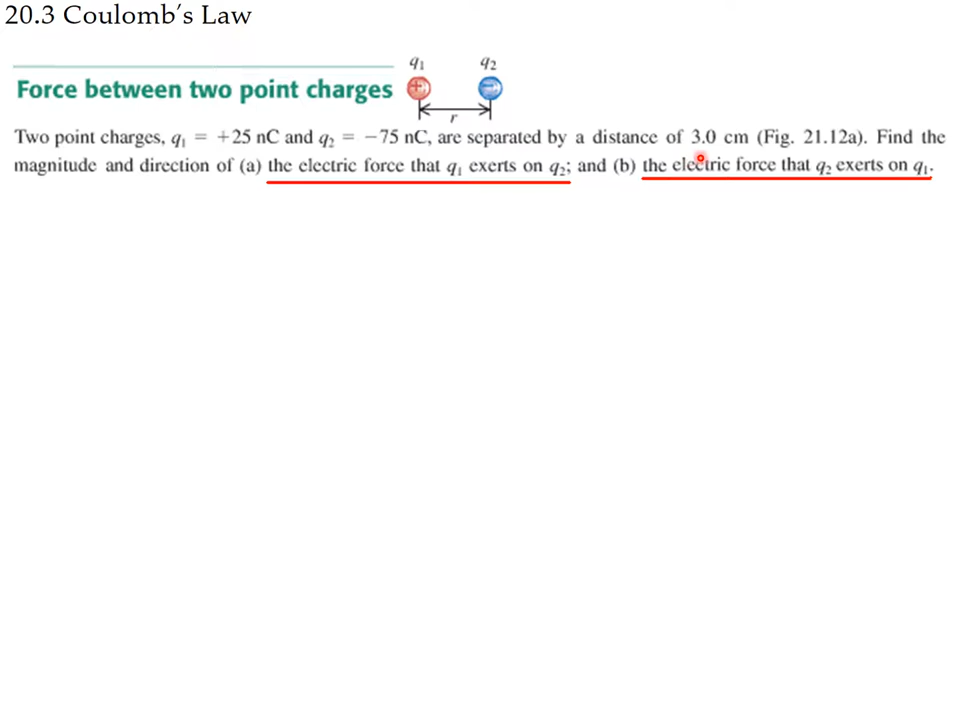 20.3 Coulomb's Law
q₁ q₂
Force between two point charges
+ −
r
Two point charges, q₁ = +25 nC and q₂ = −75 nC, are separated by a distance of 3.0 cm (Fig. 21.12a). Find the
magnitude and direction of (a) the electric force that q₁ exerts on q₂; and (b) the electric force that q₂ exerts on q₁.